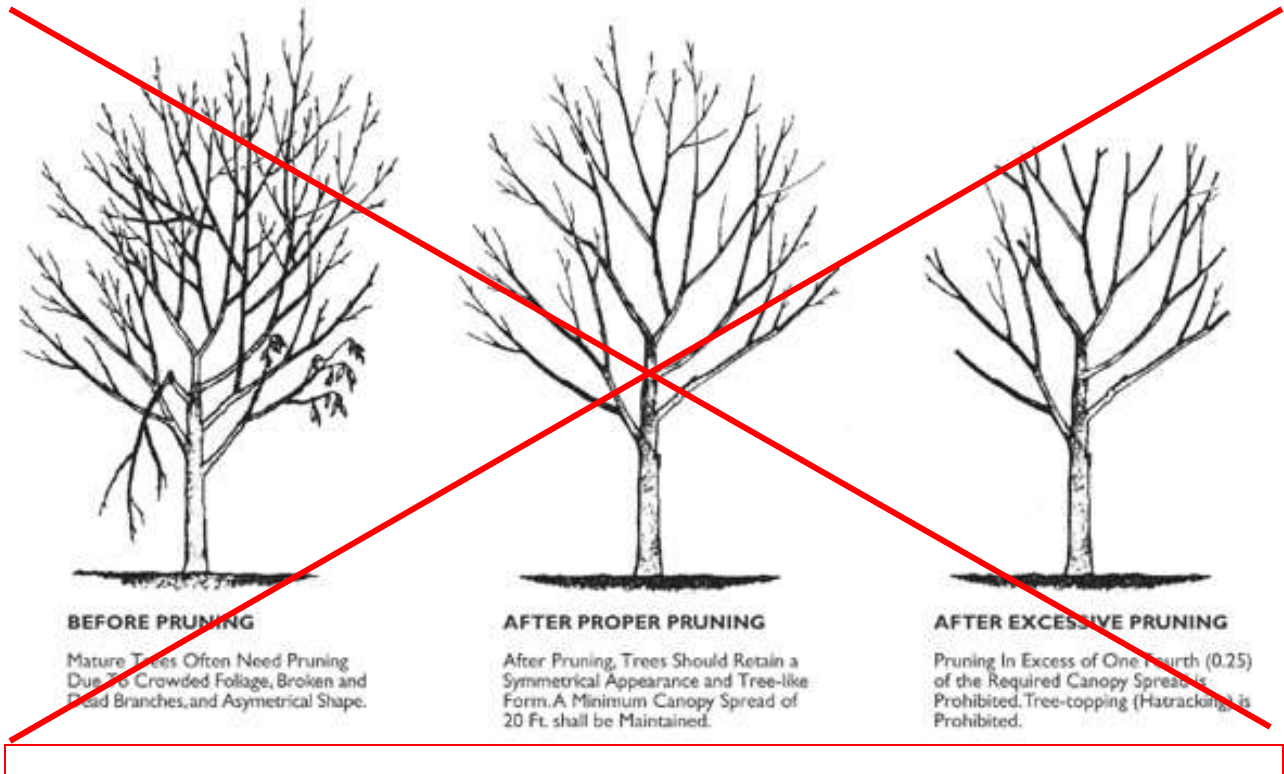 BEFORE PRUNING
Mature Trees Often Need Pruning
Due To Crowded Foliage, Broken and
Dead Branches, and Asymetrical Shape.
AFTER PROPER PRUNING
After Pruning, Trees Should Retain a
Symmetrical Appearance and Tree-like
Form. A Minimum Canopy Spread of
20 Ft. shall be Maintained.
AFTER EXCESSIVE PRUNING
Pruning In Excess of One Fourth (0.25)
of the Required Canopy Spread is
Prohibited. Tree-topping (Hatracking) is
Prohibited.